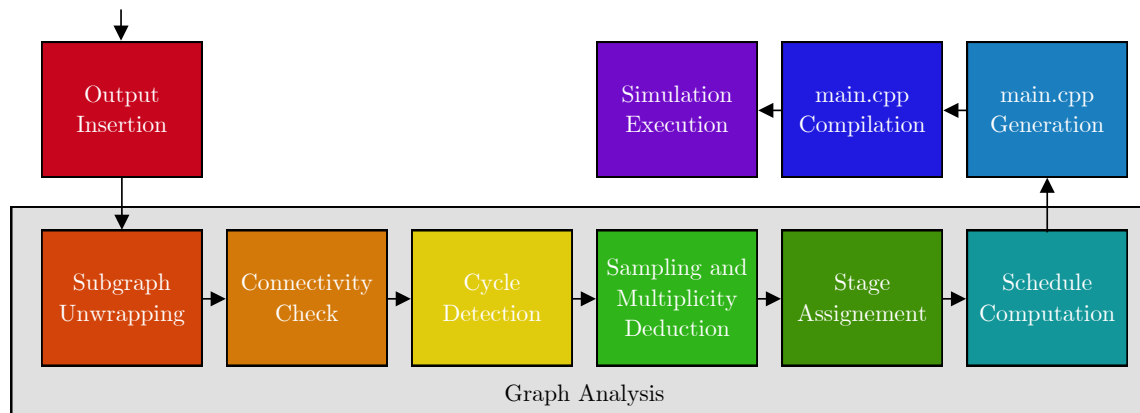 Output
Insertion
Simulation
Execution
main.cpp
Compilation
main.cpp
Generation
Subgraph
Unwrapping
Connectivity
Check
Cycle
Detection
Sampling and
Multiplicity
Deduction
Stage
Assignement
Schedule
Computation
Graph Analysis